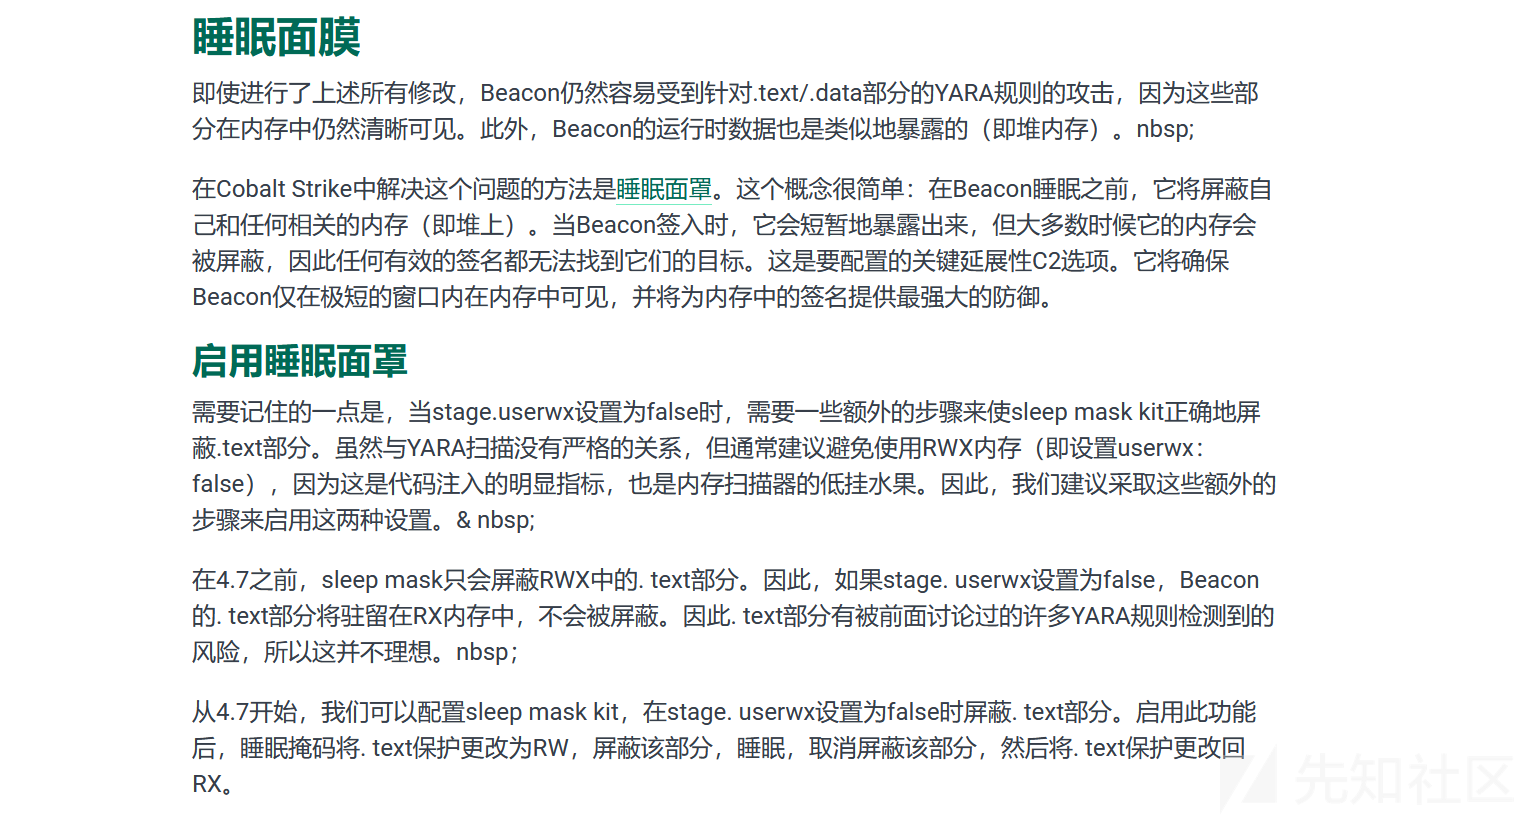 睡眠面膜
即使进行了上述所有修改，Beacon仍然容易受到针对.text/.data部分的YARA规则的攻击，因为这些部
分在内存中仍然清晰可见。此外，Beacon的运行时数据也是类似地暴露的（即堆内存）。nbsp;
在Cobalt Strike中解决这个问题的方法是睡眠面罩。这个概念很简单：在Beacon睡眠之前，它将屏蔽自
己和任何相关的内存（即堆上）。当Beacon签入时，它会短暂地暴露出来，但大多数时候它的内存会
被屏蔽，因此任何有效的签名都无法找到它们的目标。这是要配置的关键延展性C2选项。它将确保
Beacon仅在极短的窗口内在内存中可见，并将为内存中的签名提供最强大的防御。
启用睡眠面罩
需要记住的一点是，当stage.userwx设置为false时，需要一些额外的步骤来使sleep mask kit正确地屏
蔽.text部分。虽然与YARA扫描没有严格的关系，但通常建议避免使用RWX内存（即设置userwx：
false），因为这是代码注入的明显指标，也是内存扫描器的低挂水果。因此，我们建议采取这些额外的
步骤来启用这两种设置。& nbsp;
在4.7之前，sleep mask只会屏蔽RWX中的. text部分。因此，如果stage. userwx设置为false，Beacon
的. text部分将驻留在RX内存中，不会被屏蔽。因此. text部分有被前面讨论过的许多YARA规则检测到的
风险，所以这并不理想。nbsp；
从4.7开始，我们可以配置sleep mask kit，在stage. userwx设置为false时屏蔽. text部分。启用此功能
后，睡眠掩码将. text保护更改为RW，屏蔽该部分，睡眠，取消屏蔽该部分，然后将. text保护更改回
RX。
先知社区